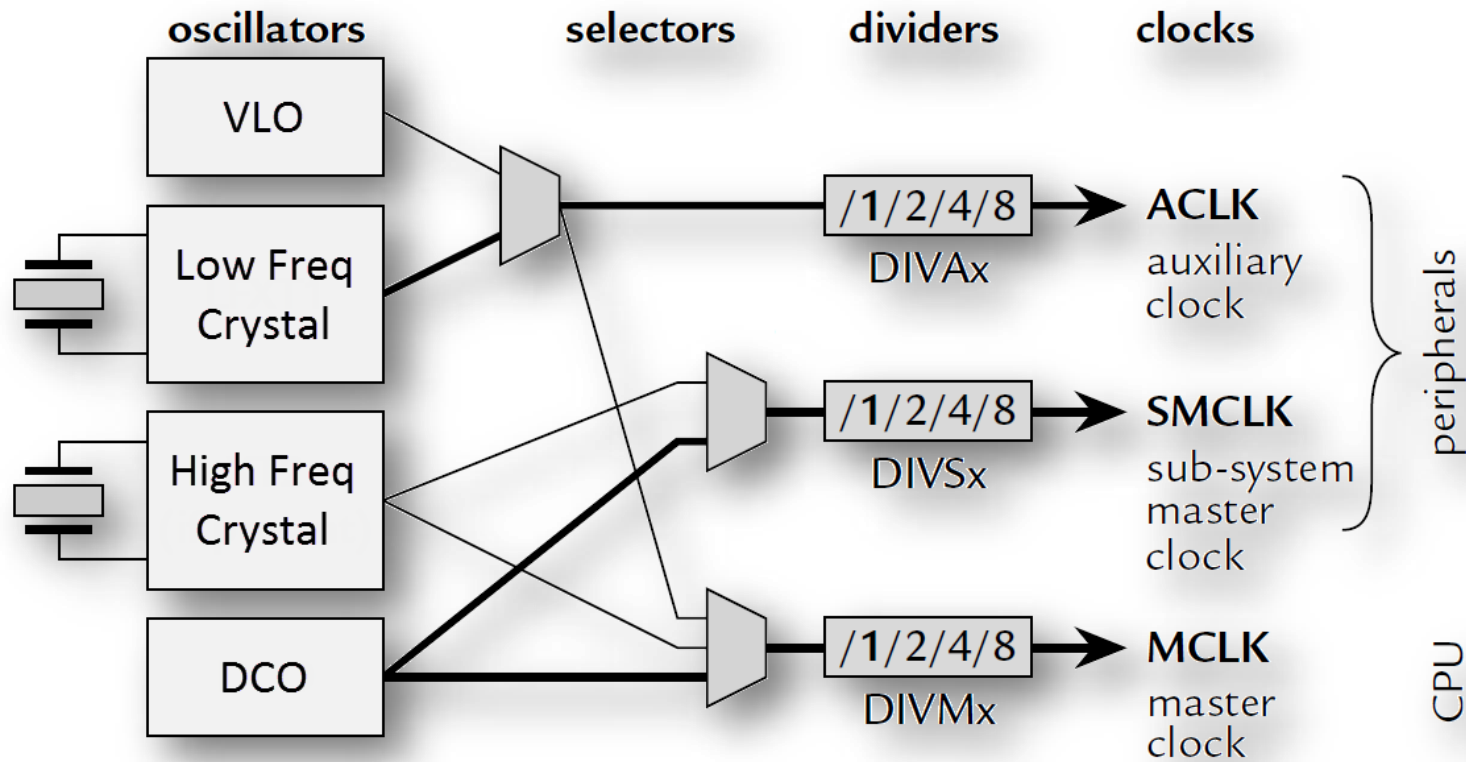 oscillators
selectors
dividers
clocks
VLO
Low Freq
Crystal
High Freq
Crystal
DCO
/1/2/4/8
DIVAx
/1/2/4/8
DIVSx
/1/2/4/8
DIVMx
ACLK
auxiliary
clock
SMCLK
sub-system
master
clock
MCLK
master
clock
peripherals
CPU